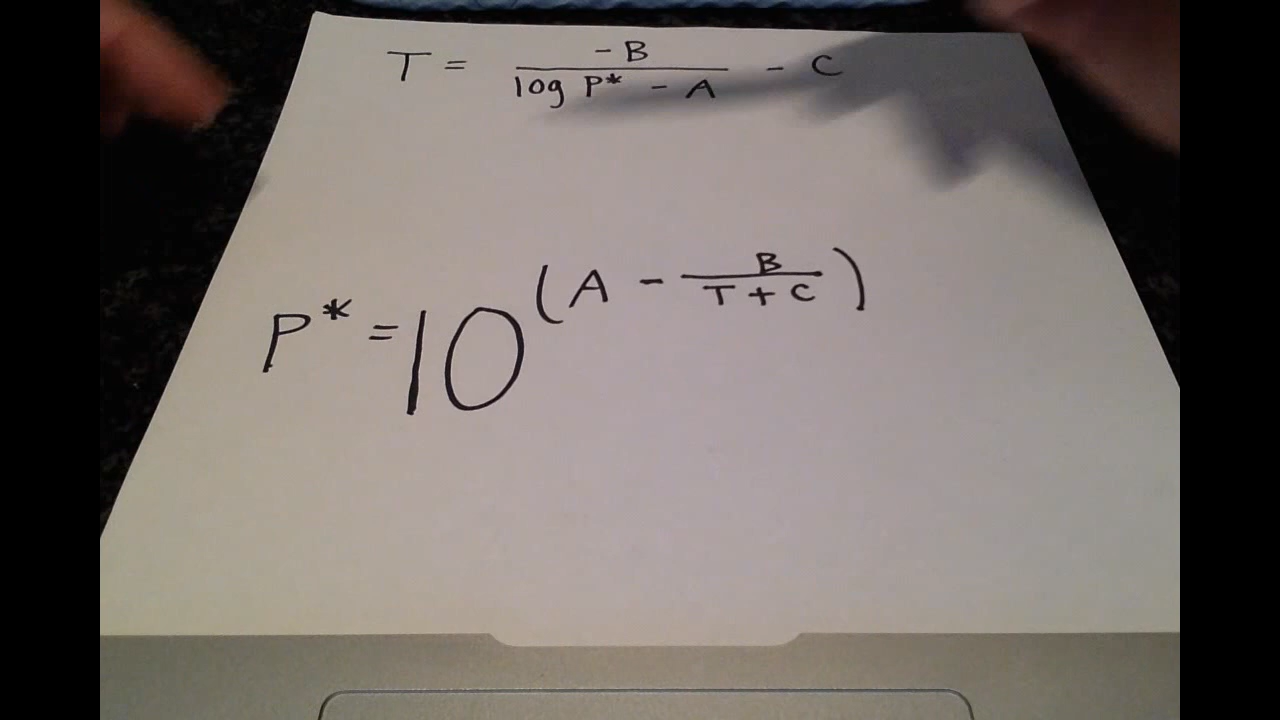 T = -B / log P* - A - C
P* = 10^(A - B / T + C)